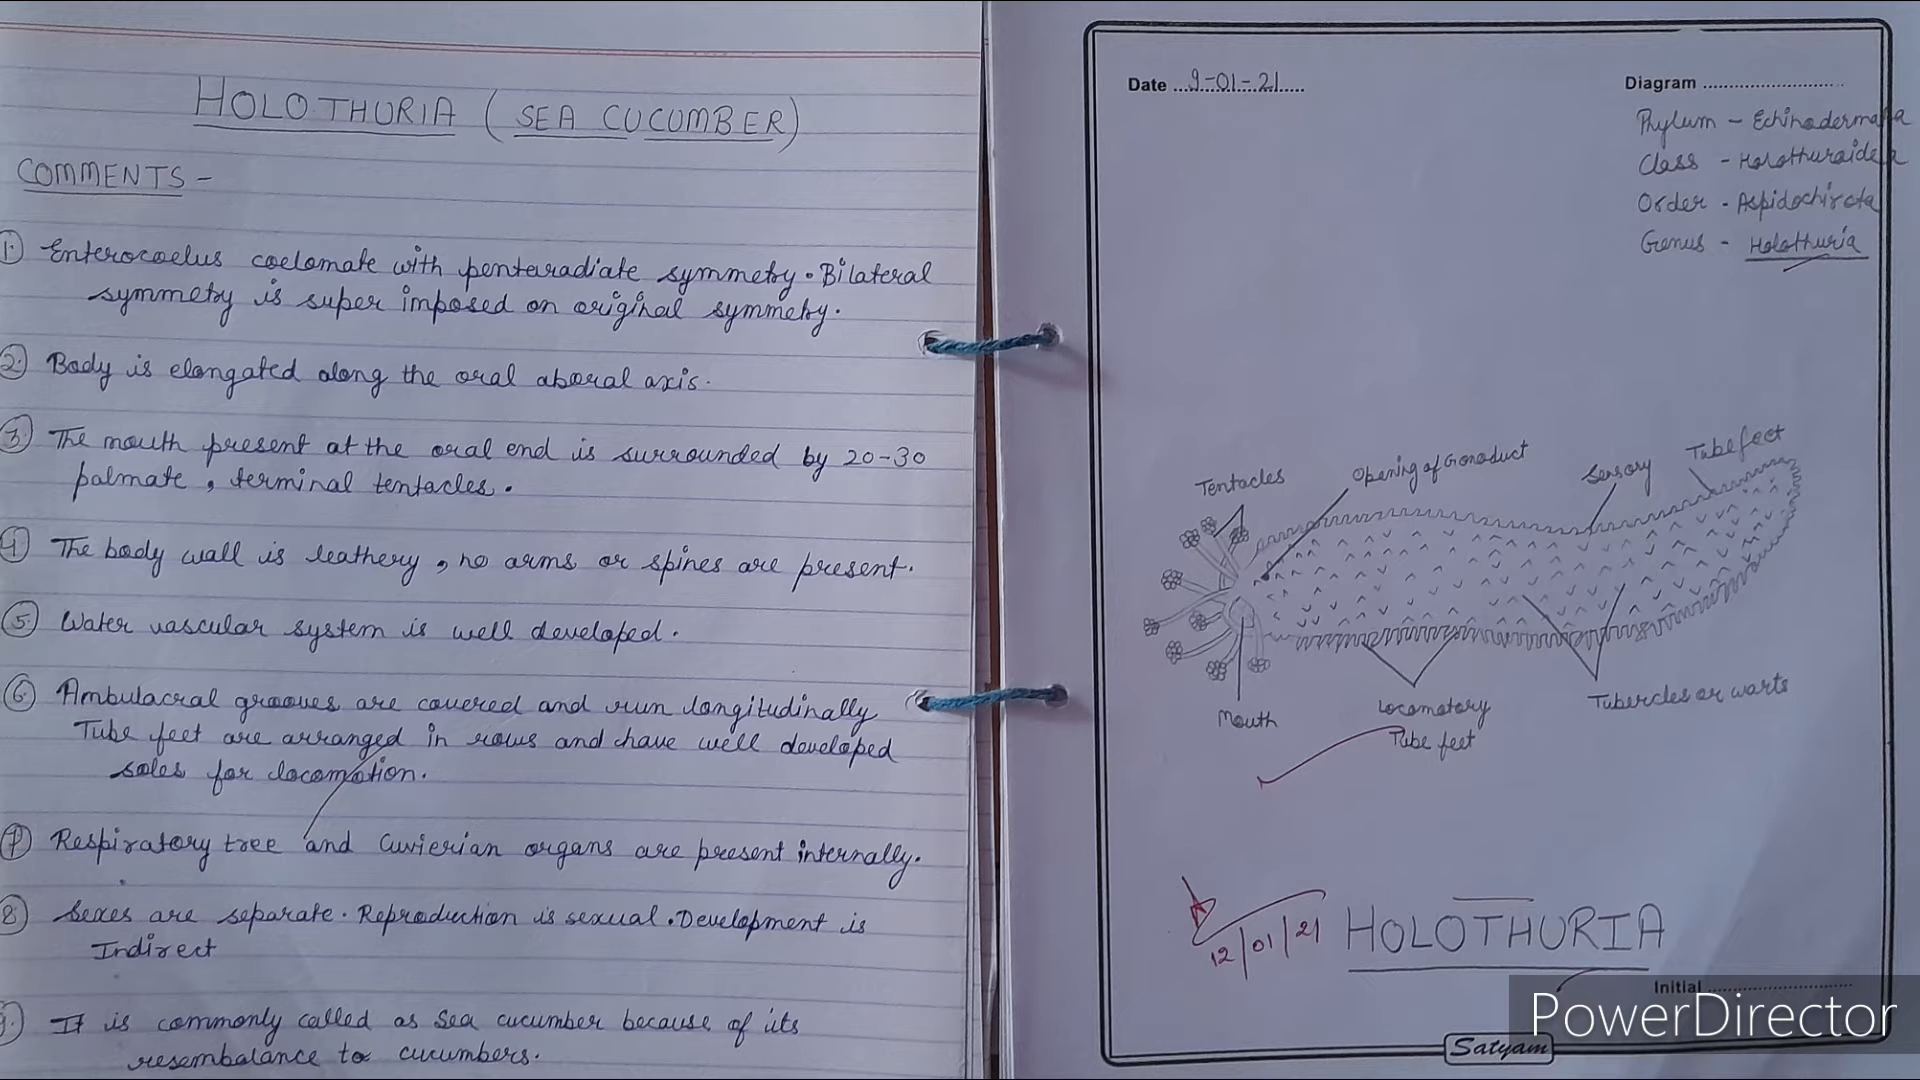 HOLOTHURIA (SEA CUCUMBER)
COMMENTS -
1. Enterocoelus coelomate with pentaradiate symmetry. Bilateral
symmetry is super imposed on original symmetry.
2. Body is elongated along the oral aboral axis.
3. The mouth present at the oral end is surrounded by 20-30
palmate, terminal tentacles.
4. The body wall is leathery, no arms or spines are present.
5. Water vascular system is well developed.
6. Ambulacral grooves are covered and run longitudinally
Tube feet are arranged in rows and have well developed
soles for locomotion.
7. Respiratory tree and Cuvierian organs are present internally.
8. Sexes are separate. Reproduction is sexual. Development is
Indirect
9. It is commonly called as sea cucumber because of its
resembalance to cucumbers.
Date 9-01-21
Diagram
Phylum - Echinodermata
Class - Holothuroidea
Order - Aspidochirota
Genus - Holothuria
Tentacles
Opening of Gonoduct
Sensory
Tube feet
Mouth
Locomotory
Tube feet
Tubercles or warts
12/01/21
HOLOTHURIA
Initial
PowerDirector
Satyam